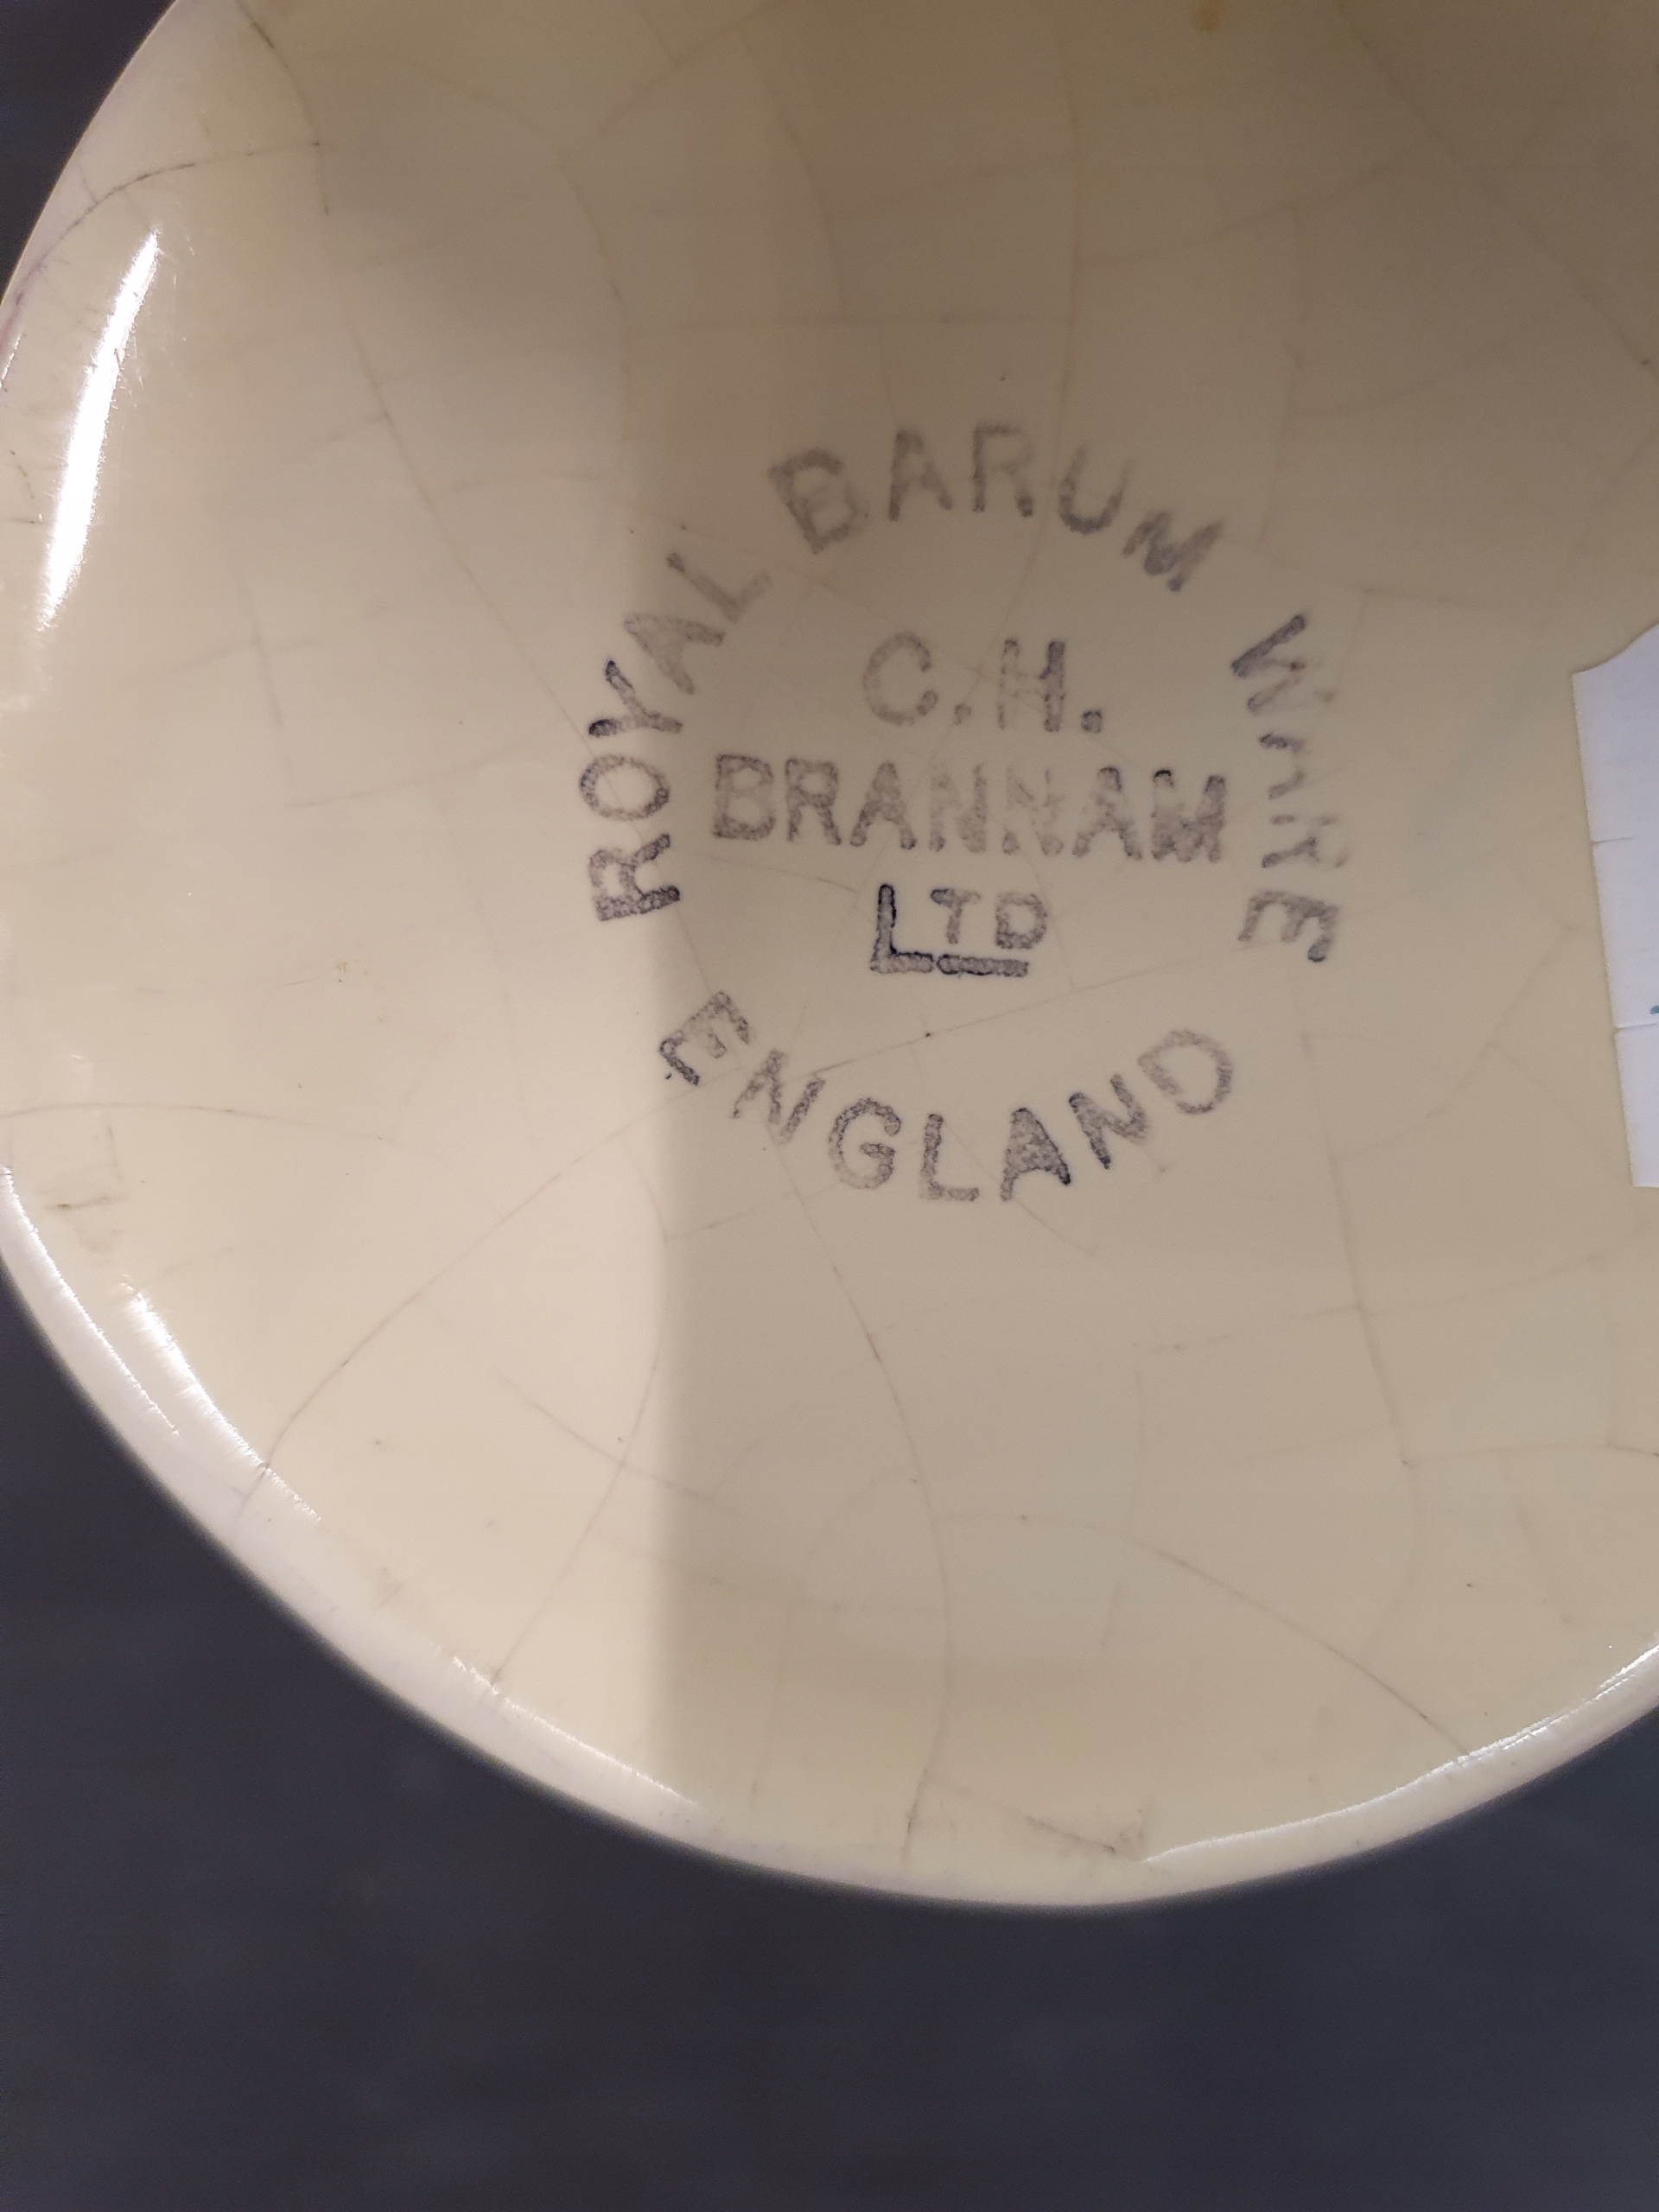 ROYAL BARUM WARE
C.H.
BRANNAM
LTD
ENGLAND